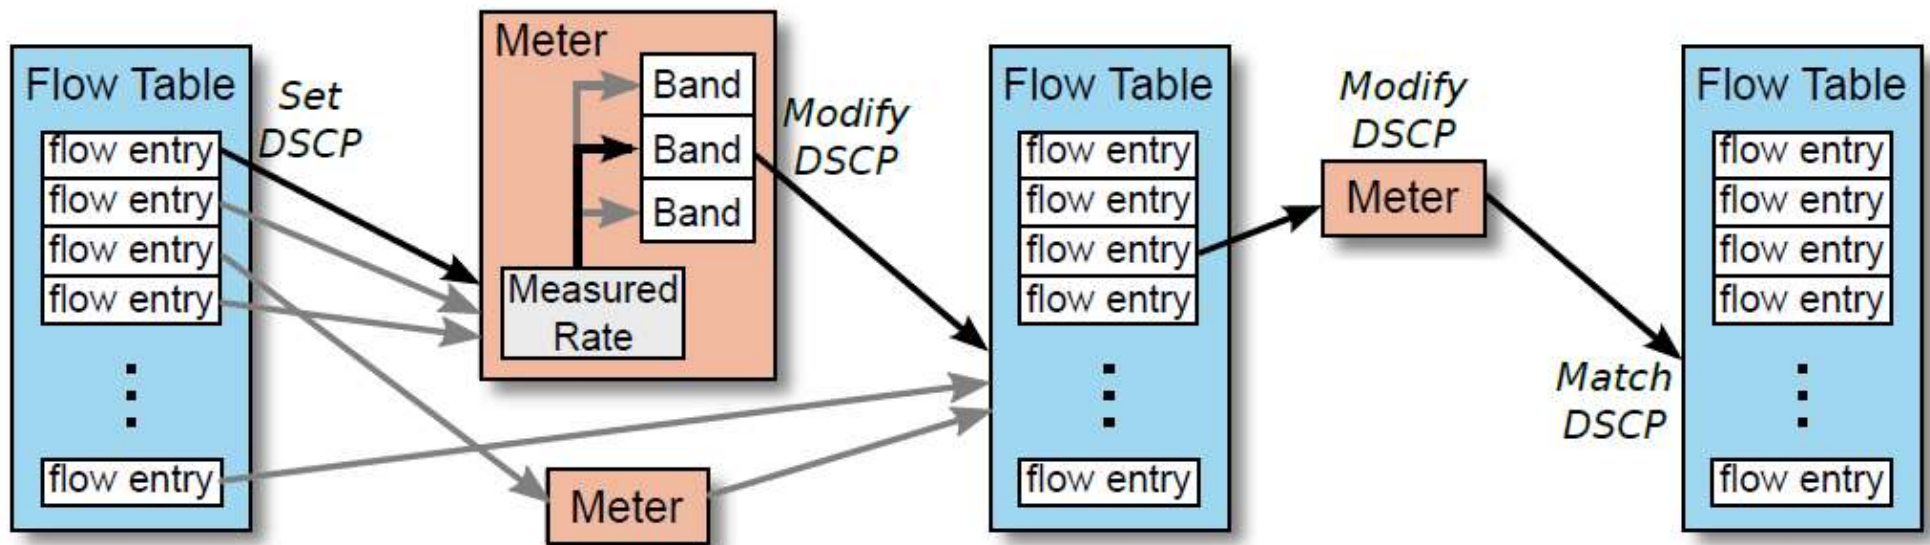 Flow Table
flow entry
flow entry
flow entry
flow entry
flow entry
Set
DSCP
Meter
Band
Band
Band
Measured
Rate
Modify
DSCP
Meter
Flow Table
flow entry
flow entry
flow entry
flow entry
flow entry
Modify
DSCP
Meter
Match
DSCP
Flow Table
flow entry
flow entry
flow entry
flow entry
flow entry